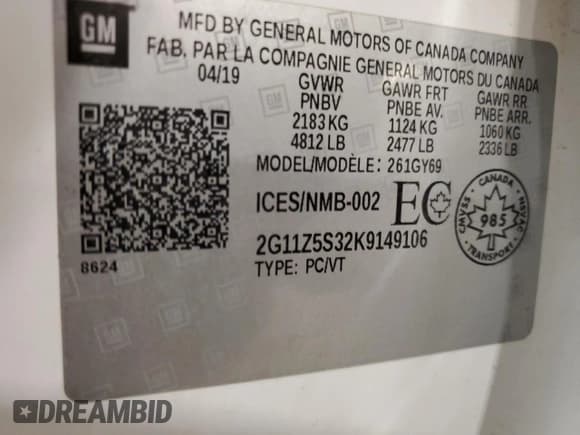 GM
MFD BY GENERAL MOTORS OF CANADA COMPANY
FAB. PAR LA COMPAGNIE GENERAL MOTORS DU CANADA
04/19 GVWR GAWR FRT GAWR RR
PNBV PNBE AV. PNBE ARR.
2183 KG 1124 KG 1060 KG
4812 LB 2477 LB 2336 LB
MODEL/MODÈLE: 261GY69
ICES/NMB-002 EC
CANADA
CMVSS 985 NSVAC
TRANSPORT
2G11Z5S32K9149106
TYPE: PC/VT
8624
DREAMBID